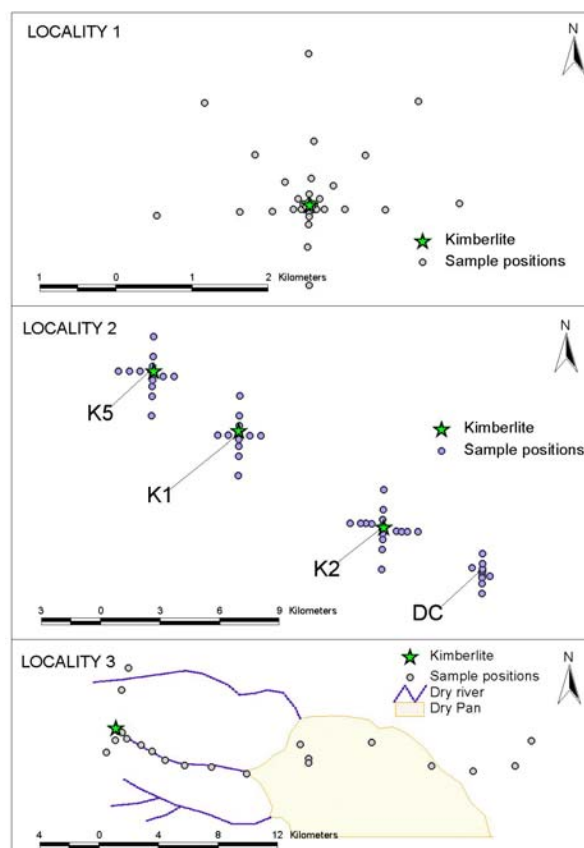 LOCALITY 1
N
Kimberlite
Sample positions
1 0 1 2 Kilometers
LOCALITY 2
N
K5
Kimberlite
Sample positions
K1
K2
DC
3 0 3 6 9 Kilometers
LOCALITY 3
N
Kimberlite
Sample positions
Dry river
Dry Pan
4 0 4 8 12 Kilometers